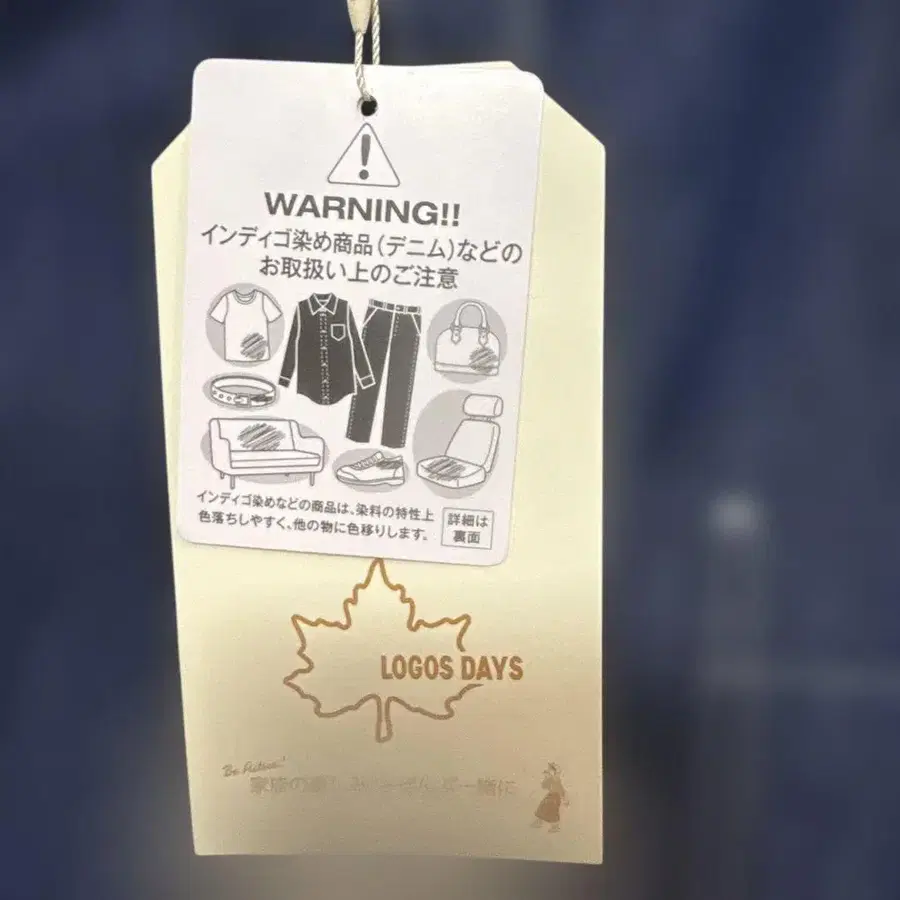 WARNING!!
インディゴ染め商品(デニム)などの
お取扱い上のご注意
インディゴ染めなどの商品は、染料の特性上
色落ちしやすく、他の物に色移りします。
詳細は
裏面
LOGOS DAYS
Be Active!